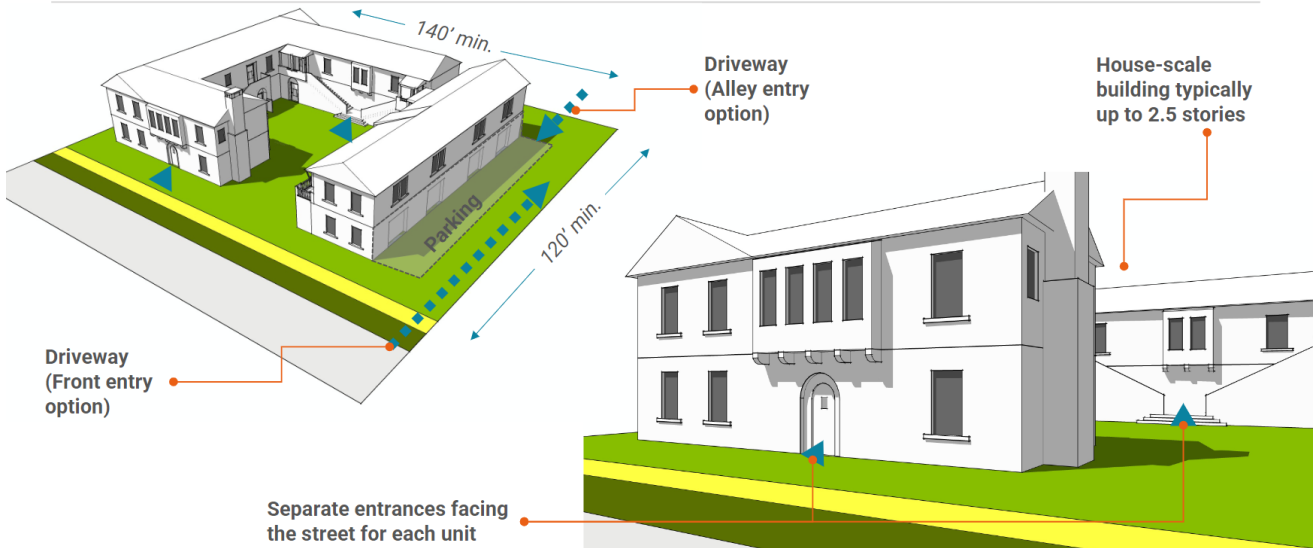 140' min.
Driveway
(Alley entry
option)
House-scale
building typically
up to 2.5 stories
Parking
120' min.
Driveway
(Front entry
option)
Separate entrances facing
the street for each unit